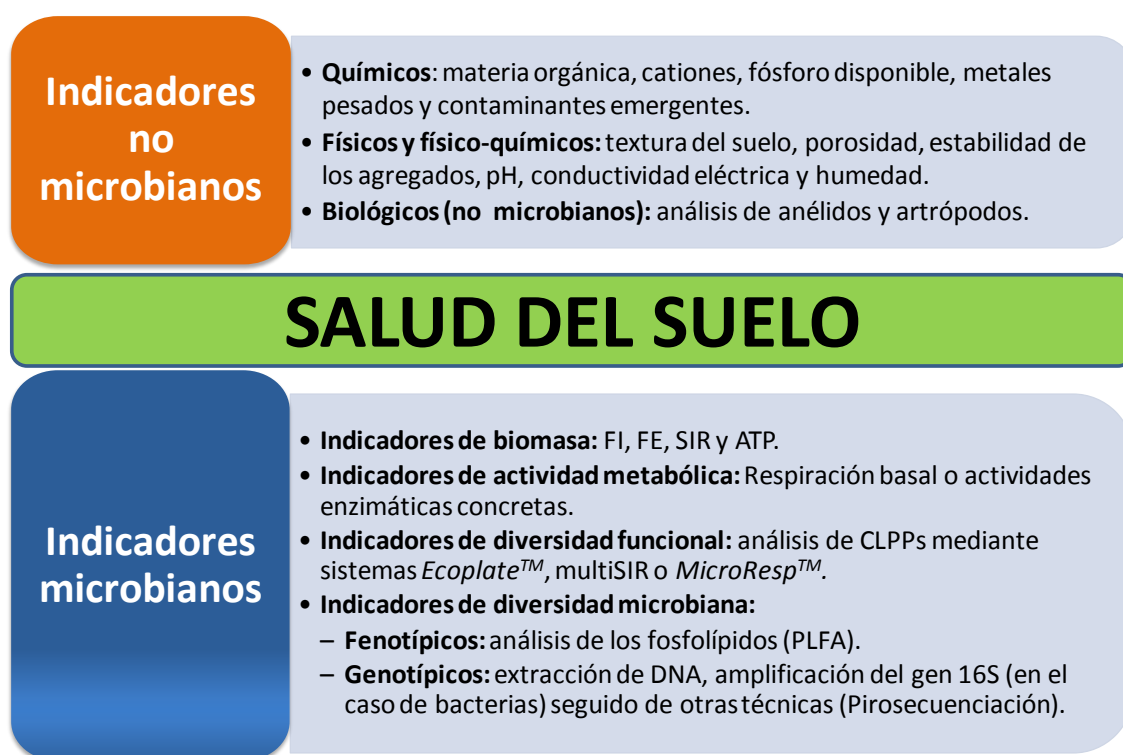 Indicadores
no
microbianos
• Químicos: materia orgánica, cationes, fósforo disponible, metales
pesados y contaminantes emergentes.
• Físicos y físico-químicos: textura del suelo, porosidad, estabilidad de
los agregados, pH, conductividad eléctrica y humedad.
• Biológicos (no microbianos): análisis de anélidos y artrópodos.
SALUD DEL SUELO
Indicadores
microbianos
• Indicadores de biomasa: FI, FE, SIR y ATP.
• Indicadores de actividad metabólica: Respiración basal o actividades
enzimáticas concretas.
• Indicadores de diversidad funcional: análisis de CLPPs mediante
sistemas Ecoplate™, multiSIR o MicroResp™.
• Indicadores de diversidad microbiana:
– Fenotípicos: análisis de los fosfolípidos (PLFA).
– Genotípicos: extracción de DNA, amplificación del gen 16S (en el
caso de bacterias) seguido de otras técnicas (Pirosecuenciación).